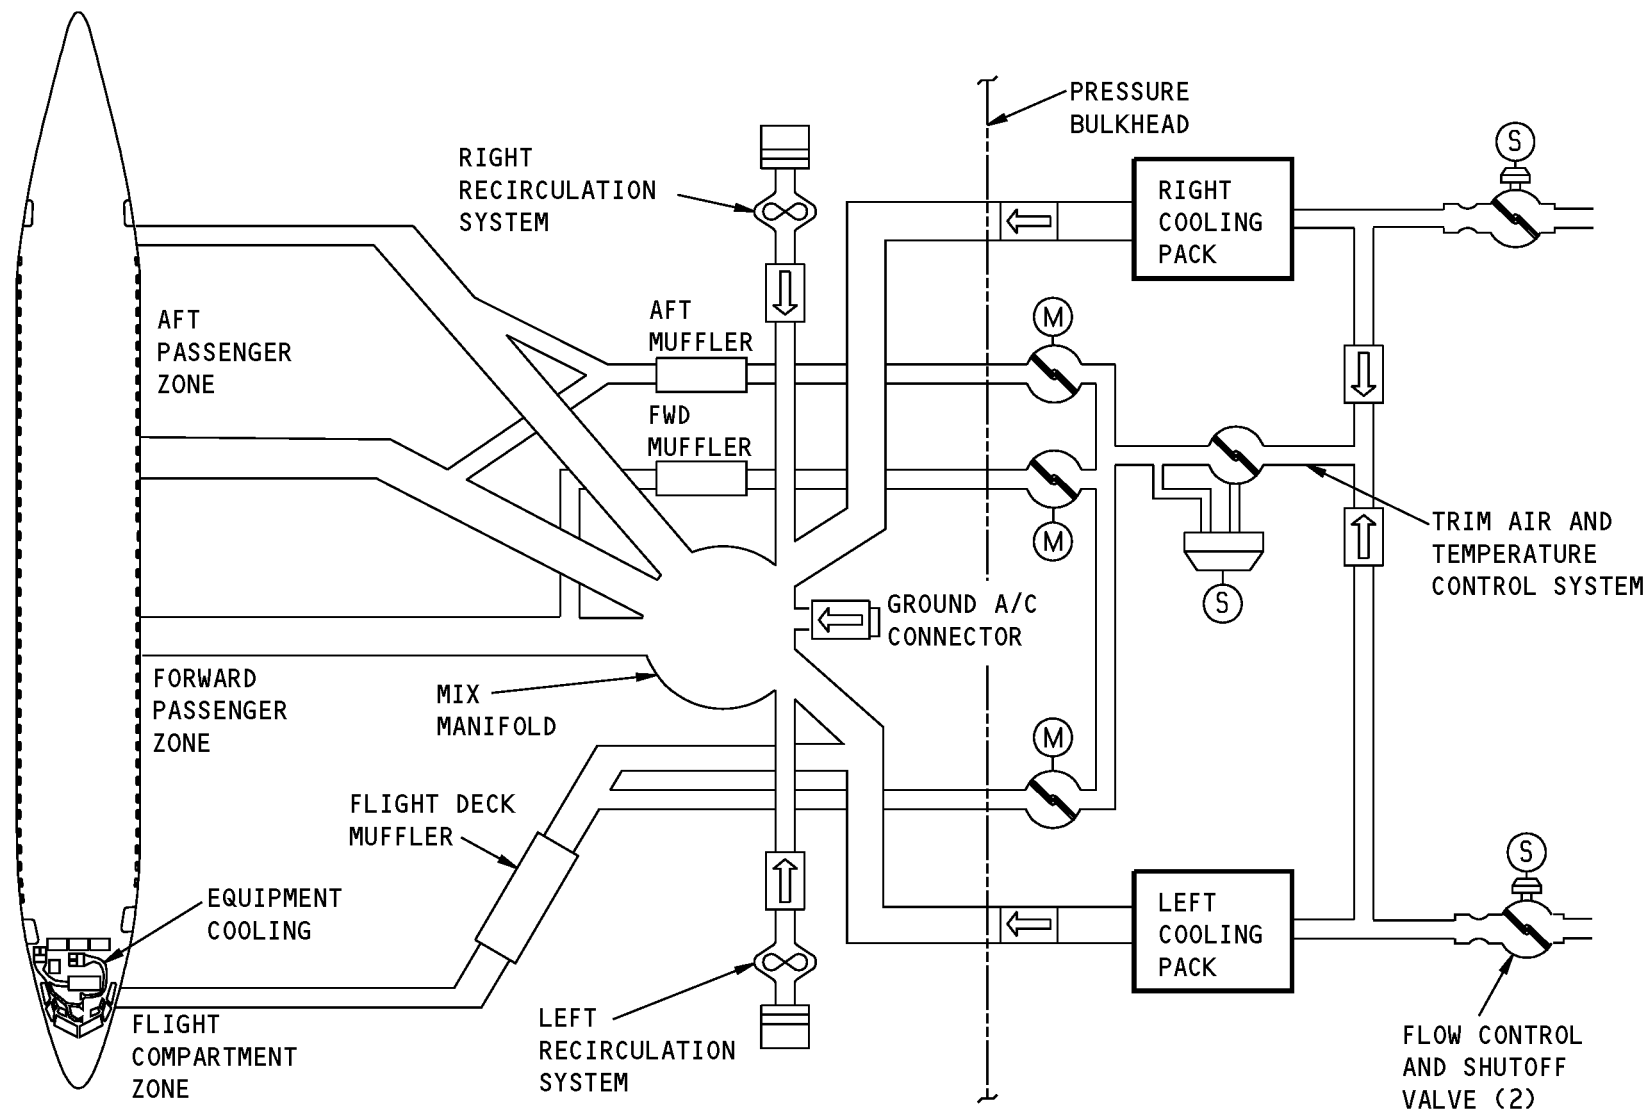 PRESSURE
BULKHEAD
S
RIGHT
RECIRCULATION
SYSTEM
RIGHT
COOLING
PACK
AFT
PASSENGER
ZONE
AFT
MUFFLER
M
FWD
MUFFLER
M
TRIM AIR AND
TEMPERATURE
CONTROL SYSTEM
S
GROUND A/C
CONNECTOR
FORWARD
PASSENGER
ZONE
MIX
MANIFOLD
M
FLIGHT DECK
MUFFLER
S
EQUIPMENT
COOLING
LEFT
COOLING
PACK
FLIGHT
COMPARTMENT
ZONE
LEFT
RECIRCULATION
SYSTEM
FLOW CONTROL
AND SHUTOFF
VALVE (2)